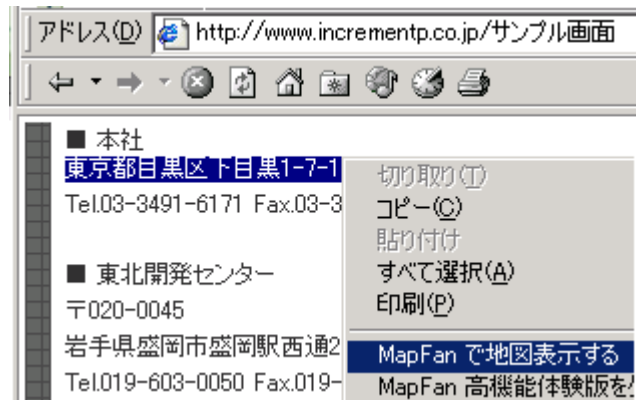 アドレス(D) http://www.incrementp.co.jp/サンプル画面
■ 本社
東京都目黒区下目黒1-7-1
Tel.03-3491-6171 Fax.03-3
■ 東北開発センター
〒020-0045
岩手県盛岡市盛岡駅西通2
Tel.019-603-0050 Fax.019-
切り取り(T)
コピー(C)
貼り付け
すべて選択(A)
印刷(P)
MapFan で地図表示する
MapFan 高機能体験版を